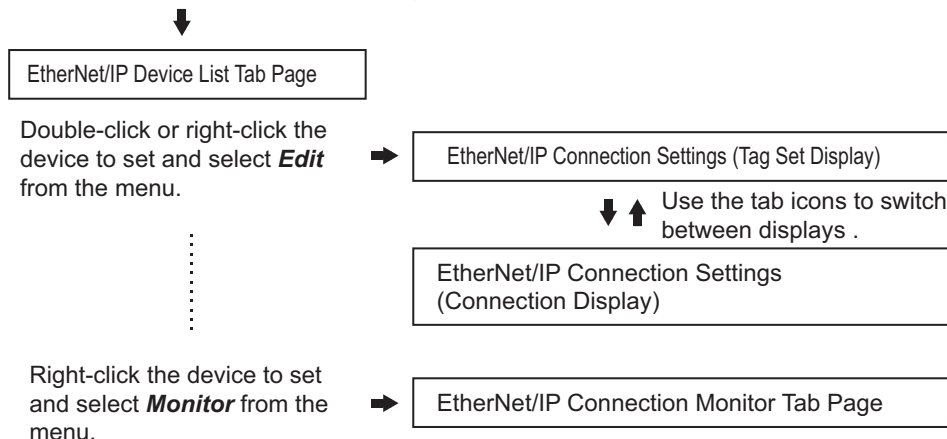 EtherNet/IP Device List Tab Page
Double-click or right-click the
device to set and select Edit
from the menu.
EtherNet/IP Connection Settings (Tag Set Display)
Use the tab icons to switch
between displays .
EtherNet/IP Connection Settings
(Connection Display)
Right-click the device to set
and select Monitor from the
menu.
EtherNet/IP Connection Monitor Tab Page